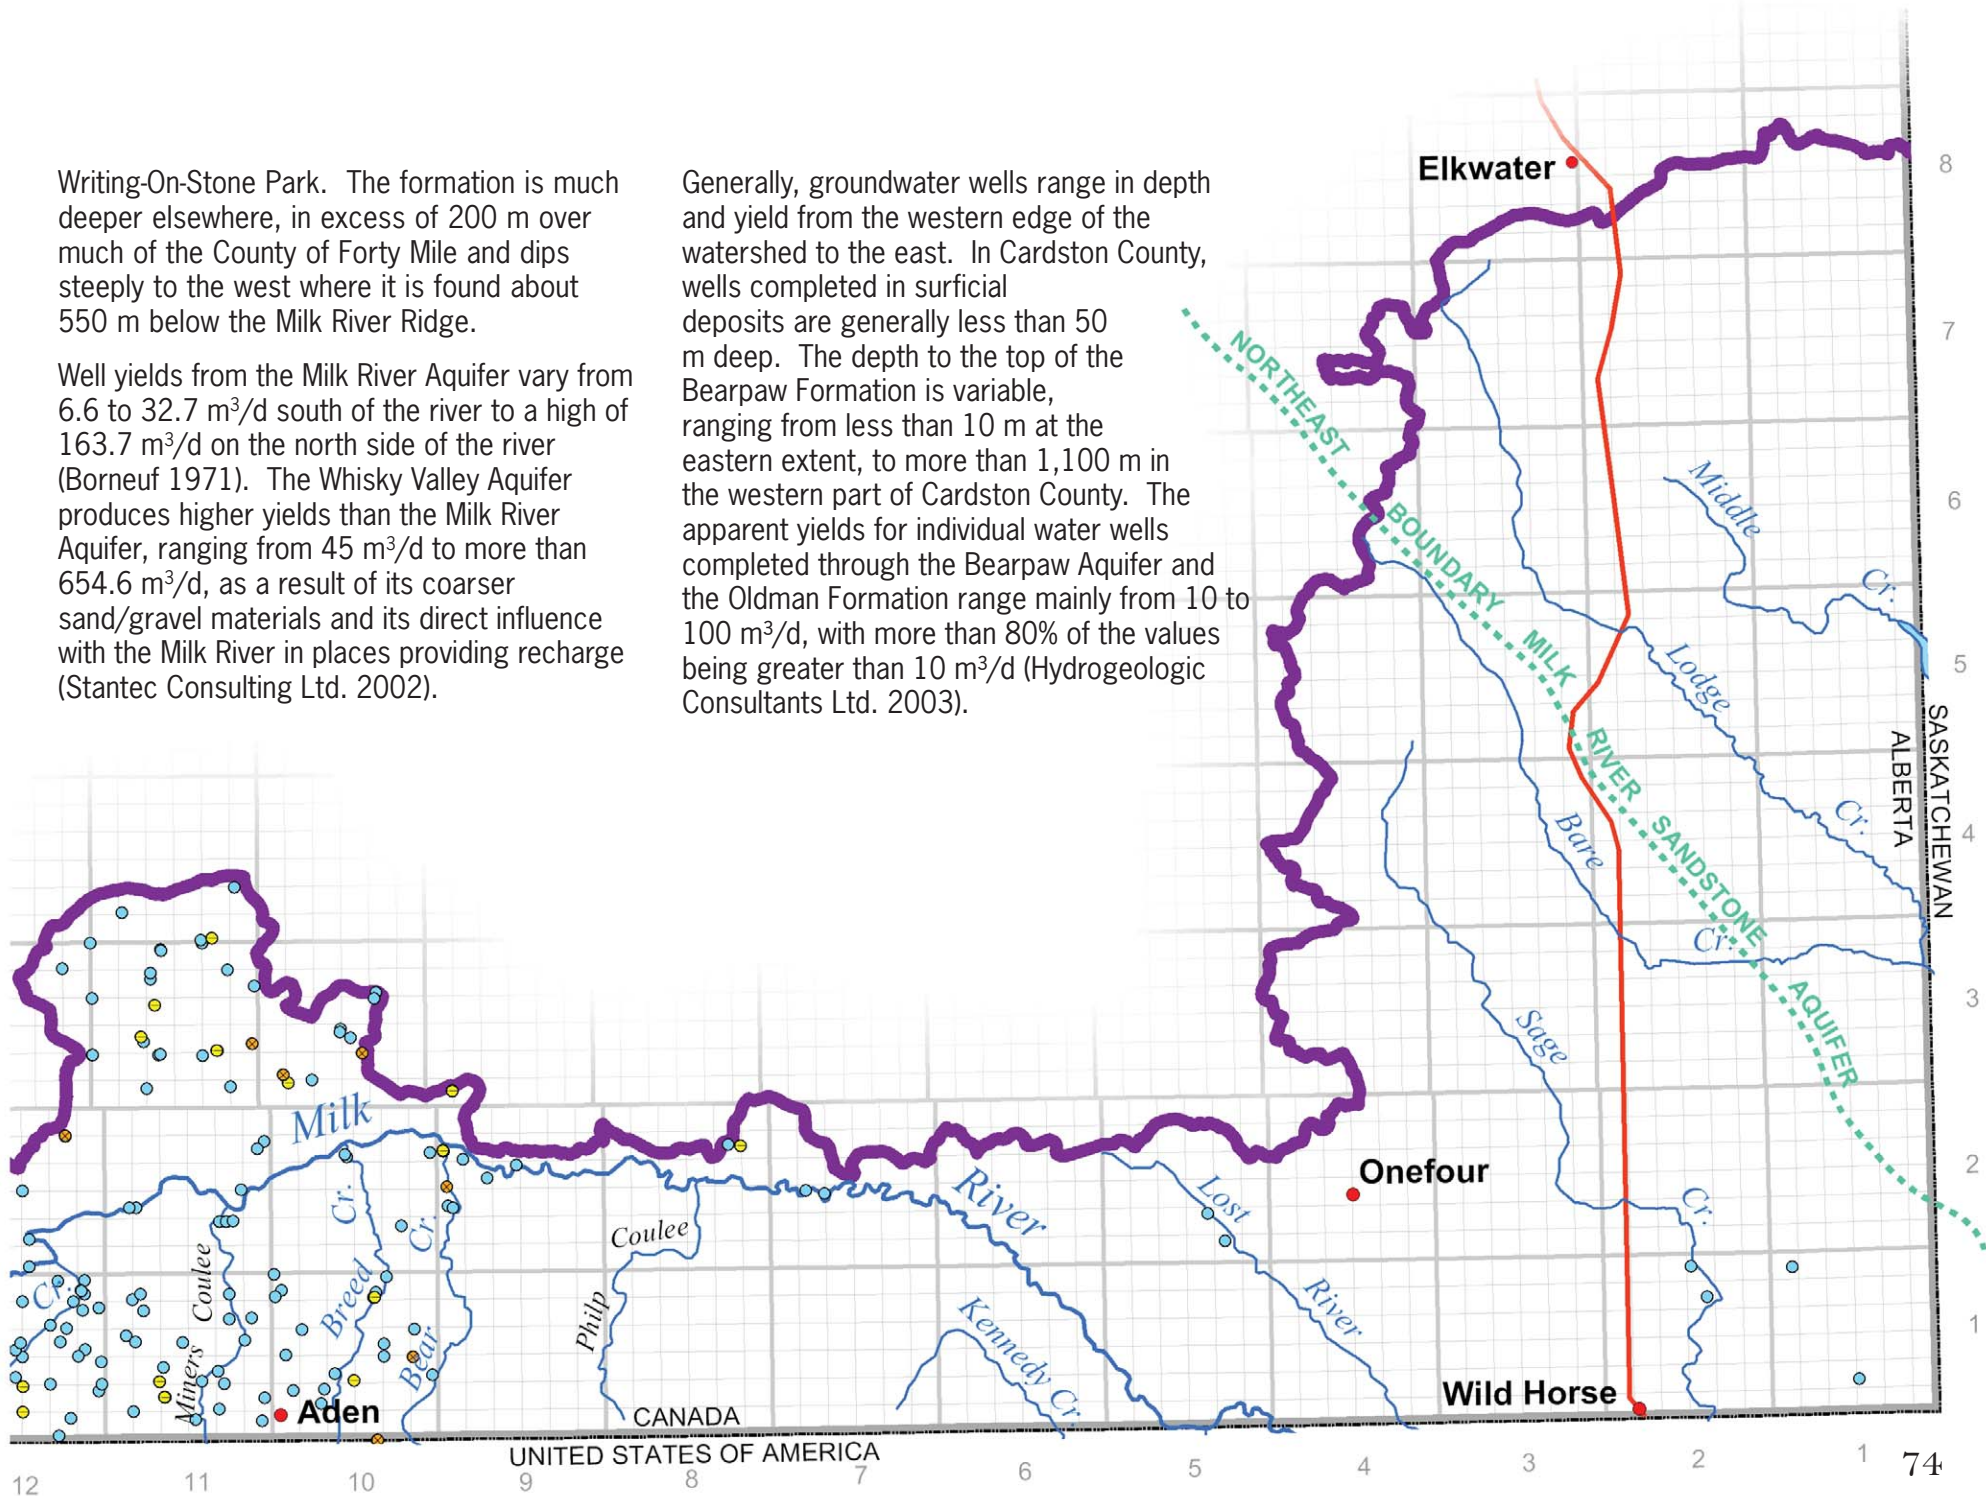 Writing-On-Stone Park. The formation is much
deeper elsewhere, in excess of 200 m over
much of the County of Forty Mile and dips
steeply to the west where it is found about
550 m below the Milk River Ridge.
Well yields from the Milk River Aquifer vary from
6.6 to 32.7 m³/d south of the river to a high of
163.7 m³/d on the north side of the river
(Borneuf 1971). The Whisky Valley Aquifer
produces higher yields than the Milk River
Aquifer, ranging from 45 m³/d to more than
654.6 m³/d, as a result of its coarser
sand/gravel materials and its direct influence
with the Milk River in places providing recharge
(Stantec Consulting Ltd. 2002).
Generally, groundwater wells range in depth
and yield from the western edge of the
watershed to the east. In Cardston County,
wells completed in surficial
deposits are generally less than 50
m deep. The depth to the top of the
Bearpaw Formation is variable,
ranging from less than 10 m at the
eastern extent, to more than 1,100 m in
the western part of Cardston County. The
apparent yields for individual water wells
completed through the Bearpaw Aquifer and
the Oldman Formation range mainly from 10 to
100 m³/d, with more than 80% of the values
being greater than 10 m³/d (Hydrogeologic
Consultants Ltd. 2003).
Elkwater
NORTHEAST BOUNDARY MILK RIVER SANDSTONE AQUIFER
Middle Cr.
Lodge Cr.
Bare Cr.
Sage Cr.
SASKATCHEWAN
ALBERTA
8
7
6
5
4
3
2
1
Milk River
Onefour
Lost River
Kennedy Cr.
Coulee
Philp
Cr.
Miners Coulee
Breed Cr.
Bear Cr.
Aden
Wild Horse
CANADA
UNITED STATES OF AMERICA
12 11 10 9 8 7 6 5 4 3 2 1
74